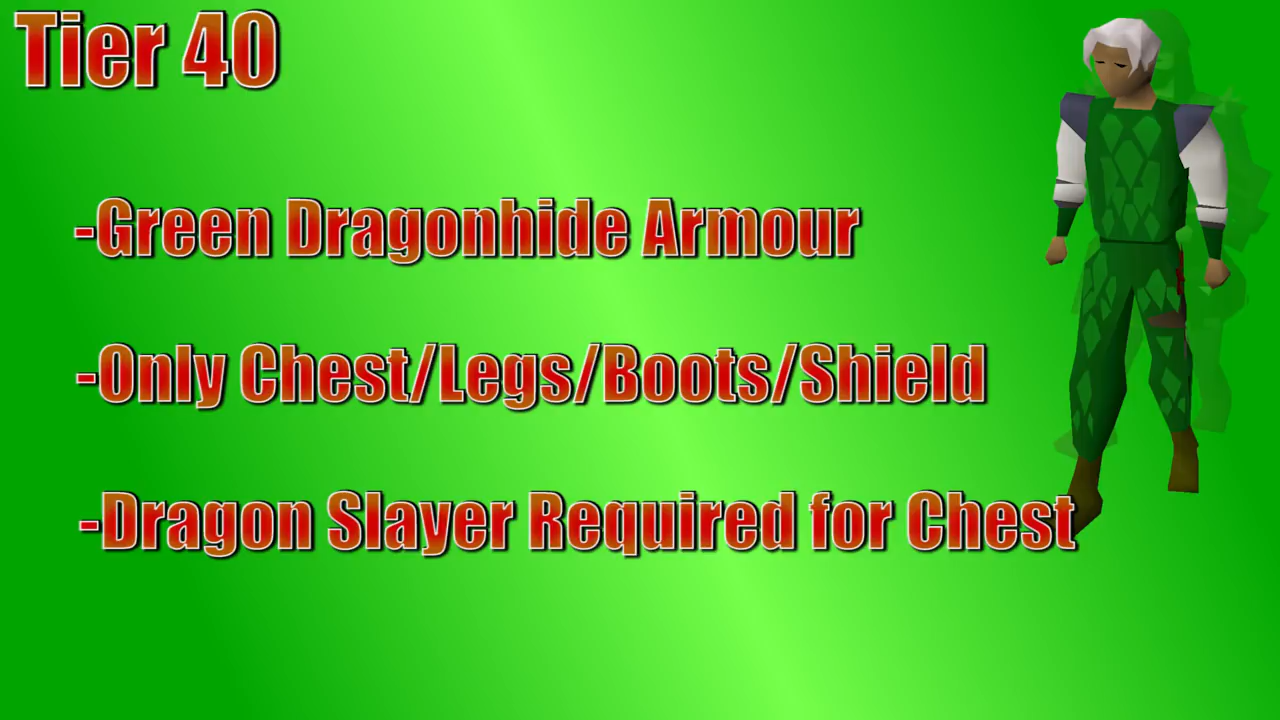 Tier 40
-Green Dragonhide Armour
-Only Chest/Legs/Boots/Shield
-Dragon Slayer Required for Chest